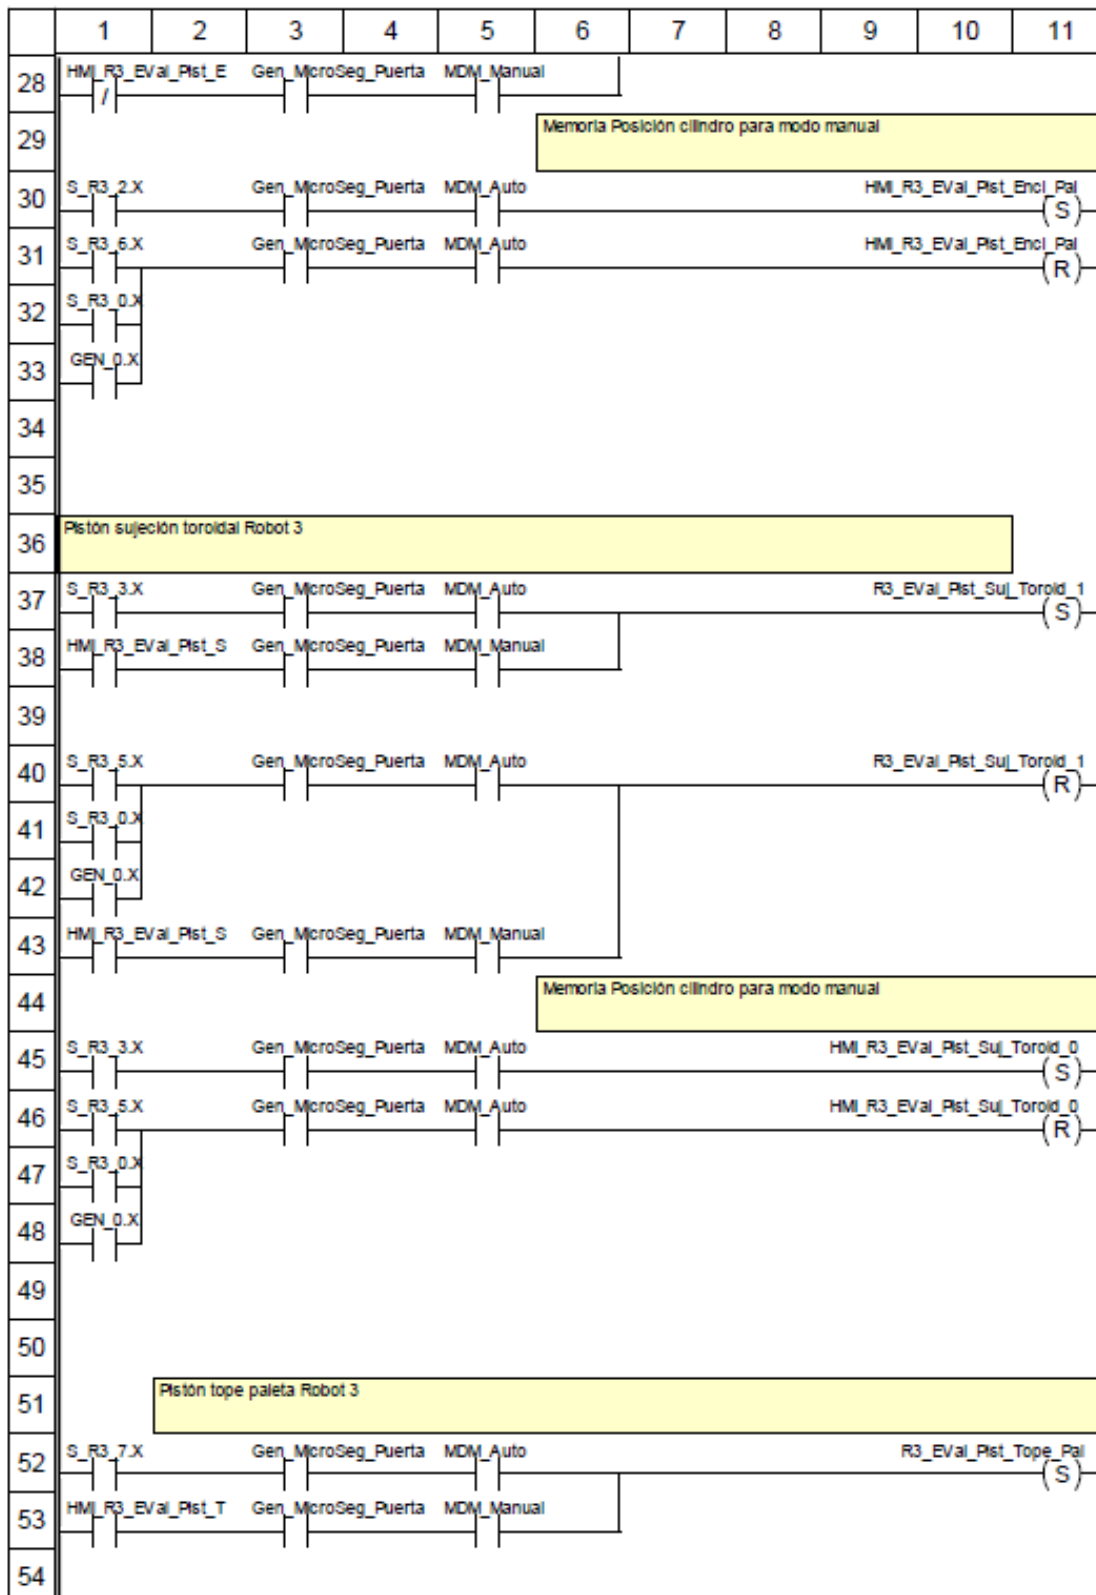 1 2 3 4 5 6 7 8 9 10 11
28 HMI_R3_EVal_Pist_E Gen_MicroSeg_Puerta MDM_Manual
/
29 Memoria Posición cilindro para modo manual
30 S_R3_2.X Gen_MicroSeg_Puerta MDM_Auto HMI_R3_EVal_Pist_Encl_Pal
S
31 S_R3_6.X Gen_MicroSeg_Puerta MDM_Auto HMI_R3_EVal_Pist_Encl_Pal
R
32 S_R3_0.X
33 GEN_0.X
34
35
36 Pistón sujeción toroidal Robot 3
37 S_R3_3.X Gen_MicroSeg_Puerta MDM_Auto R3_EVal_Pist_Suj_Toroid_1
S
38 HMI_R3_EVal_Pist_S Gen_MicroSeg_Puerta MDM_Manual
39
40 S_R3_5.X Gen_MicroSeg_Puerta MDM_Auto R3_EVal_Pist_Suj_Toroid_1
R
41 S_R3_0.X
42 GEN_0.X
43 HMI_R3_EVal_Pist_S Gen_MicroSeg_Puerta MDM_Manual
44 Memoria Posición cilindro para modo manual
45 S_R3_3.X Gen_MicroSeg_Puerta MDM_Auto HMI_R3_EVal_Pist_Suj_Toroid_0
S
46 S_R3_5.X Gen_MicroSeg_Puerta MDM_Auto HMI_R3_EVal_Pist_Suj_Toroid_0
R
47 S_R3_0.X
48 GEN_0.X
49
50
51 Pistón tope paleta Robot 3
52 S_R3_7.X Gen_MicroSeg_Puerta MDM_Auto R3_EVal_Pist_Tope_Pal
S
53 HMI_R3_EVal_Pist_T Gen_MicroSeg_Puerta MDM_Manual
54